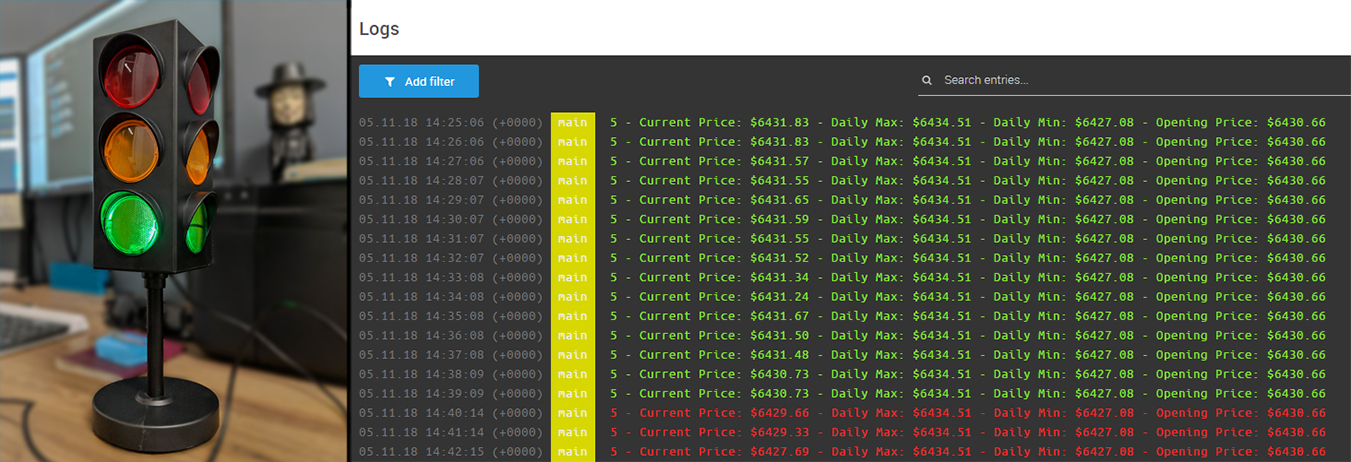 Logs
Add filter
Search entries...
05.11.18 14:25:06 (+0000) main 5 - Current Price: $6431.83 - Daily Max: $6434.51 - Daily Min: $6427.08 - Opening Price: $6430.66
05.11.18 14:26:06 (+0000) main 5 - Current Price: $6431.83 - Daily Max: $6434.51 - Daily Min: $6427.08 - Opening Price: $6430.66
05.11.18 14:27:06 (+0000) main 5 - Current Price: $6431.57 - Daily Max: $6434.51 - Daily Min: $6427.08 - Opening Price: $6430.66
05.11.18 14:28:07 (+0000) main 5 - Current Price: $6431.55 - Daily Max: $6434.51 - Daily Min: $6427.08 - Opening Price: $6430.66
05.11.18 14:29:07 (+0000) main 5 - Current Price: $6431.65 - Daily Max: $6434.51 - Daily Min: $6427.08 - Opening Price: $6430.66
05.11.18 14:30:07 (+0000) main 5 - Current Price: $6431.59 - Daily Max: $6434.51 - Daily Min: $6427.08 - Opening Price: $6430.66
05.11.18 14:31:07 (+0000) main 5 - Current Price: $6431.55 - Daily Max: $6434.51 - Daily Min: $6427.08 - Opening Price: $6430.66
05.11.18 14:32:07 (+0000) main 5 - Current Price: $6431.52 - Daily Max: $6434.51 - Daily Min: $6427.08 - Opening Price: $6430.66
05.11.18 14:33:08 (+0000) main 5 - Current Price: $6431.34 - Daily Max: $6434.51 - Daily Min: $6427.08 - Opening Price: $6430.66
05.11.18 14:34:08 (+0000) main 5 - Current Price: $6431.24 - Daily Max: $6434.51 - Daily Min: $6427.08 - Opening Price: $6430.66
05.11.18 14:35:08 (+0000) main 5 - Current Price: $6431.67 - Daily Max: $6434.51 - Daily Min: $6427.08 - Opening Price: $6430.66
05.11.18 14:36:08 (+0000) main 5 - Current Price: $6431.50 - Daily Max: $6434.51 - Daily Min: $6427.08 - Opening Price: $6430.66
05.11.18 14:37:08 (+0000) main 5 - Current Price: $6431.48 - Daily Max: $6434.51 - Daily Min: $6427.08 - Opening Price: $6430.66
05.11.18 14:38:09 (+0000) main 5 - Current Price: $6430.73 - Daily Max: $6434.51 - Daily Min: $6427.08 - Opening Price: $6430.66
05.11.18 14:39:09 (+0000) main 5 - Current Price: $6430.73 - Daily Max: $6434.51 - Daily Min: $6427.08 - Opening Price: $6430.66
05.11.18 14:40:14 (+0000) main 5 - Current Price: $6429.66 - Daily Max: $6434.51 - Daily Min: $6427.08 - Opening Price: $6430.66
05.11.18 14:41:14 (+0000) main 5 - Current Price: $6429.33 - Daily Max: $6434.51 - Daily Min: $6427.08 - Opening Price: $6430.66
05.11.18 14:42:15 (+0000) main 5 - Current Price: $6427.69 - Daily Max: $6434.51 - Daily Min: $6427.08 - Opening Price: $6430.66